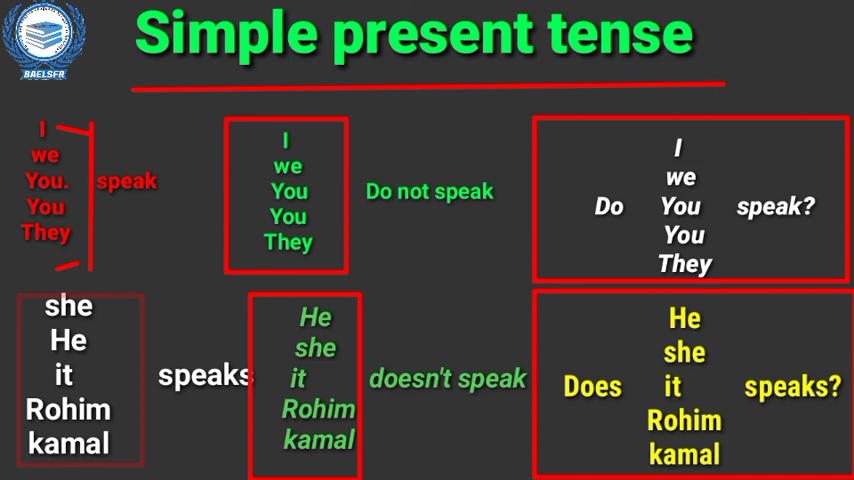 Simple present tense
BAELSFR
I
we
You.
You
They
speak
I
we
You
You
They
Do not speak
Do
I
we
You
You
They
speak?
she
He
it
Rohim
kamal
speaks
He
she
it
Rohim
kamal
doesn't speak
Does
He
she
it
Rohim
kamal
speaks?